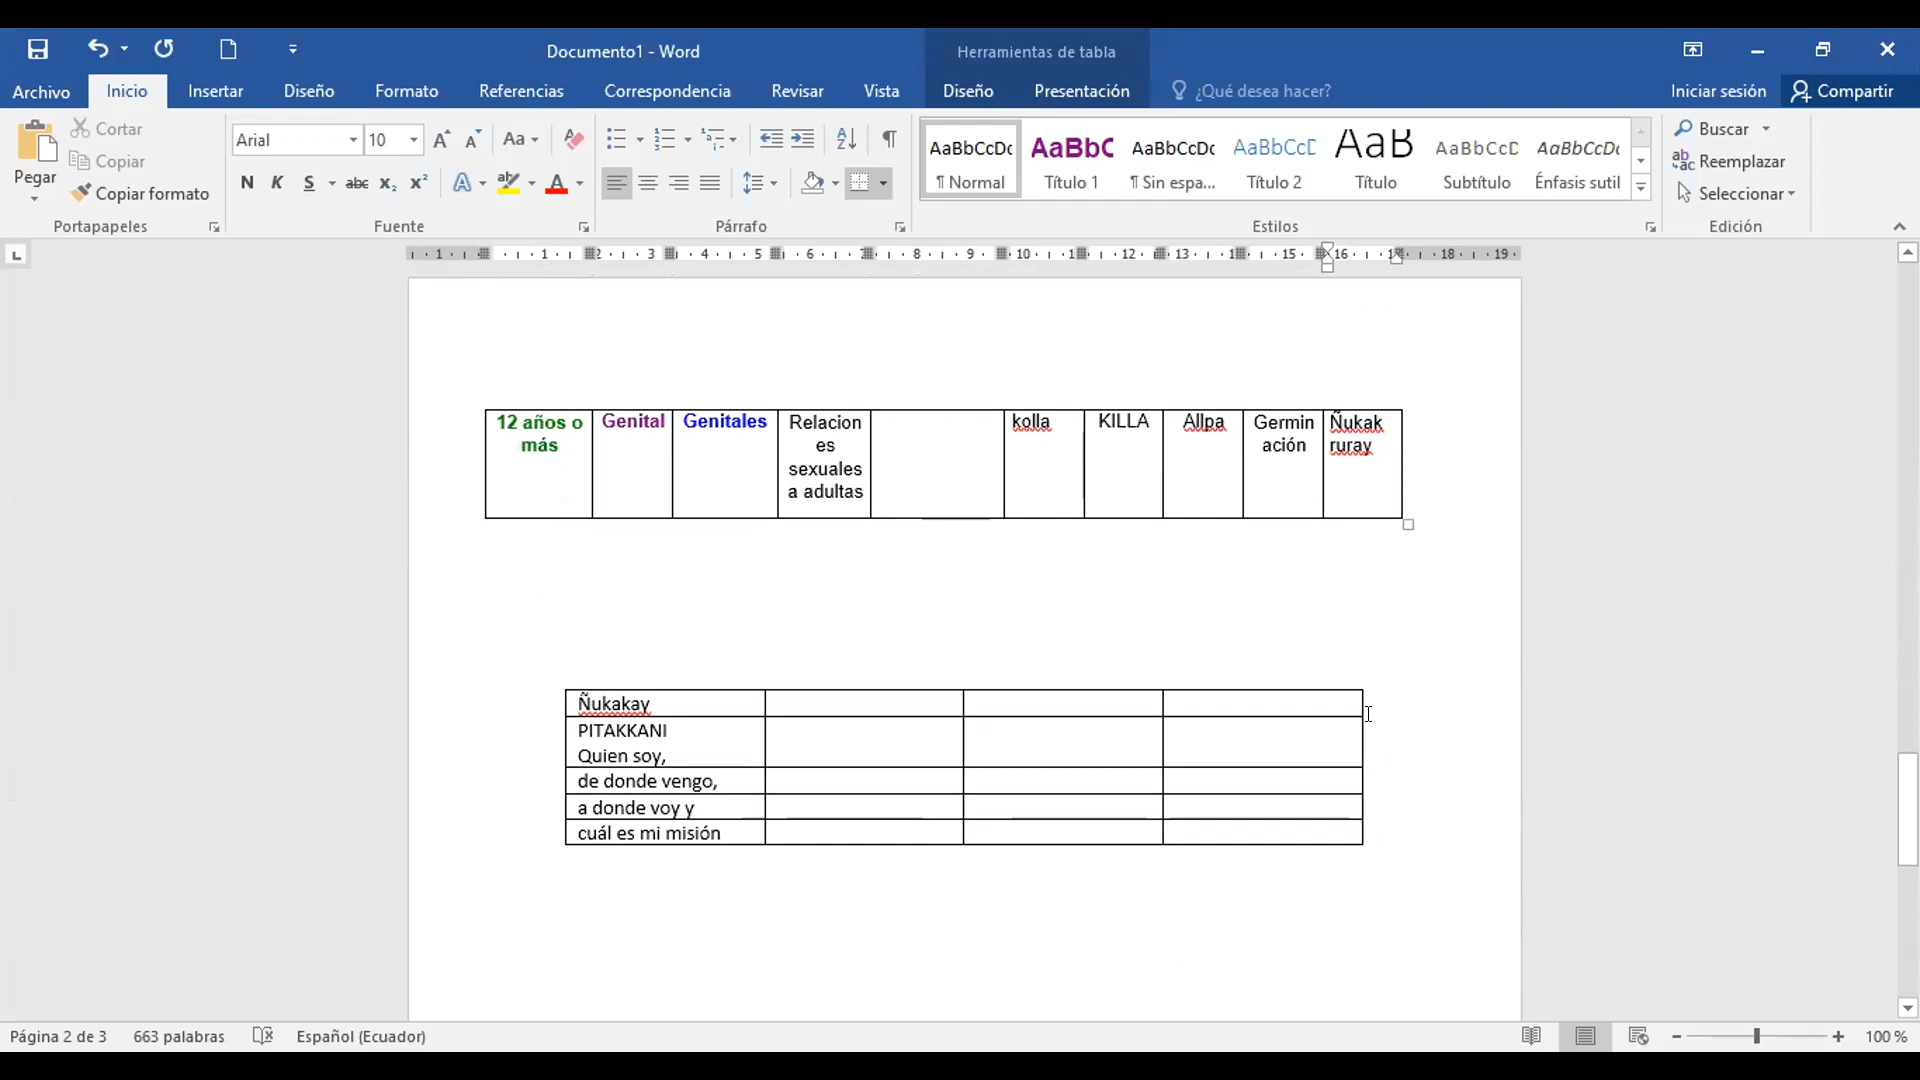 Documento1 - Word
Herramientas de tabla
Archivo
Inicio
Insertar
Diseño
Formato
Referencias
Correspondencia
Revisar
Vista
Diseño
Presentación
¿Qué desea hacer?
Iniciar sesión
Compartir
Pegar
Cortar
Copiar
Copiar formato
Portapapeles
Arial
10
Aa
N K S abc x₂ x²
Fuente
Párrafo
AaBbCcDc
¶ Normal
AaBbC
Título 1
AaBbCcDc
¶ Sin espa...
AaBbCcD
Título 2
AaB
Título
AaBbCcD
Subtítulo
AaBbCcDc
Énfasis sutil
Estilos
Buscar
Reemplazar
Seleccionar
Edición
12 años o
más
Genital
Genitales
Relacion
es
sexuales
a adultas
kolla
KILLA
Allpa
Germin
ación
Ñukak
ruray
Ñukakay
PITAKKANI
Quien soy,
de donde vengo,
a donde voy y
cuál es mi misión
Página 2 de 3
663 palabras
Español (Ecuador)
100 %